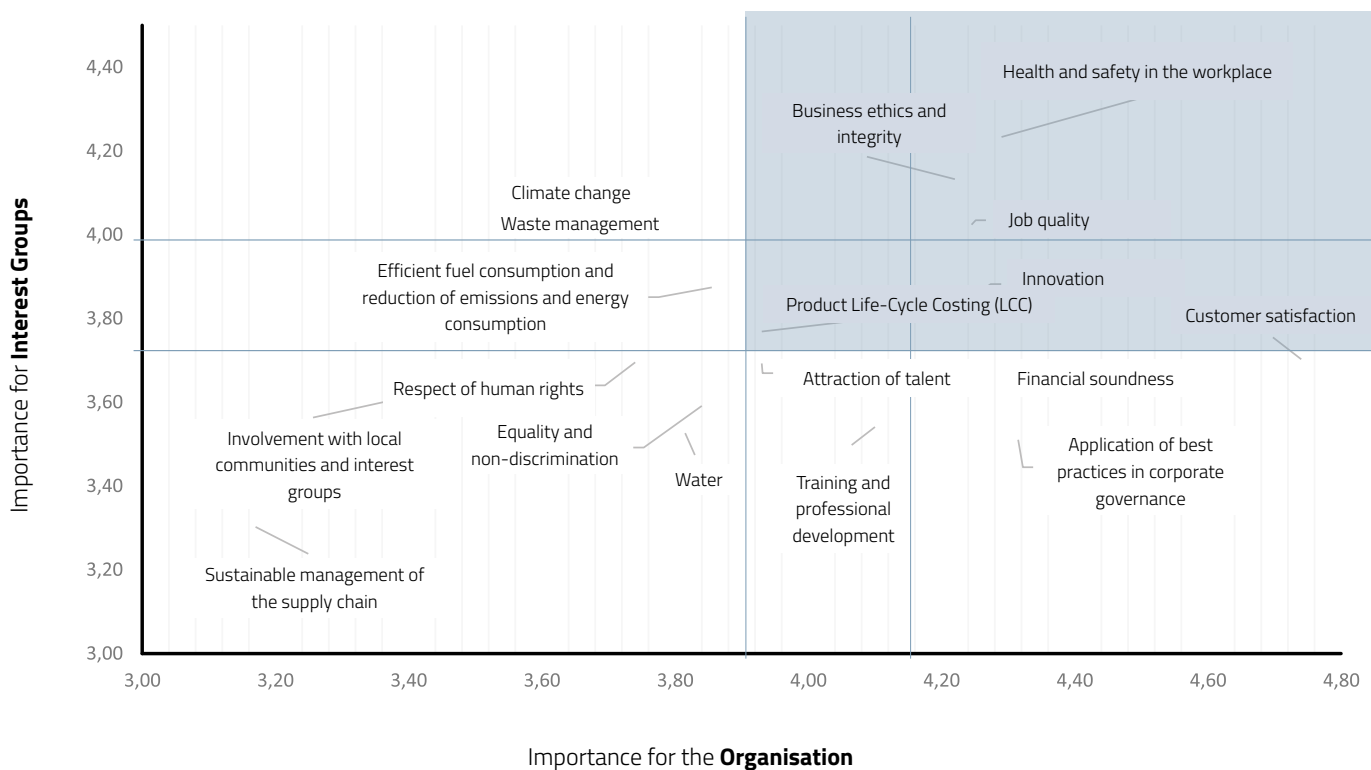 4,40
4,20
4,00
3,80
3,60
3,40
3,20
3,00
Importance for Interest Groups
Health and safety in the workplace
Business ethics and
integrity
Climate change
Waste management
Job quality
Efficient fuel consumption and
reduction of emissions and energy
consumption
Innovation
Product Life-Cycle Costing (LCC)
Customer satisfaction
Respect of human rights
Attraction of talent
Financial soundness
Involvement with local
communities and interest
groups
Equality and
non-discrimination
Water
Training and
professional
development
Application of best
practices in corporate
governance
Sustainable management of
the supply chain
3,00
3,20
3,40
3,60
3,80
4,00
4,20
4,40
4,60
4,80
Importance for the Organisation